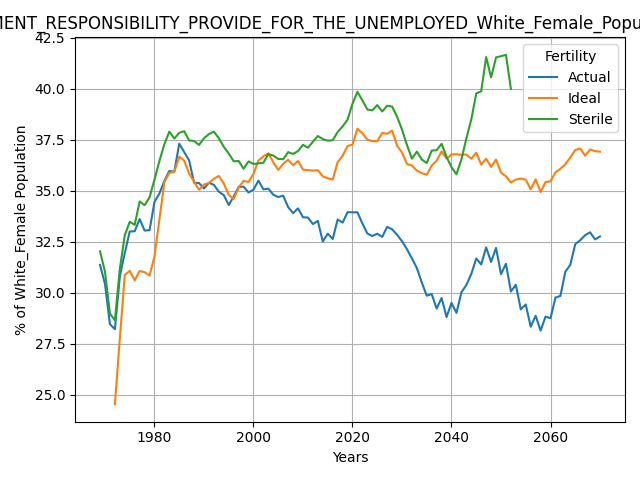 MENT_RESPONSIBILITY_PROVIDE_FOR_THE_UNEMPLOYED_White_Female_Popu
42.5
40.0
37.5
35.0
32.5
30.0
27.5
25.0
% of White_Female Population
1980
2000
2020
2040
2060
Years
Fertility
Actual
Ideal
Sterile